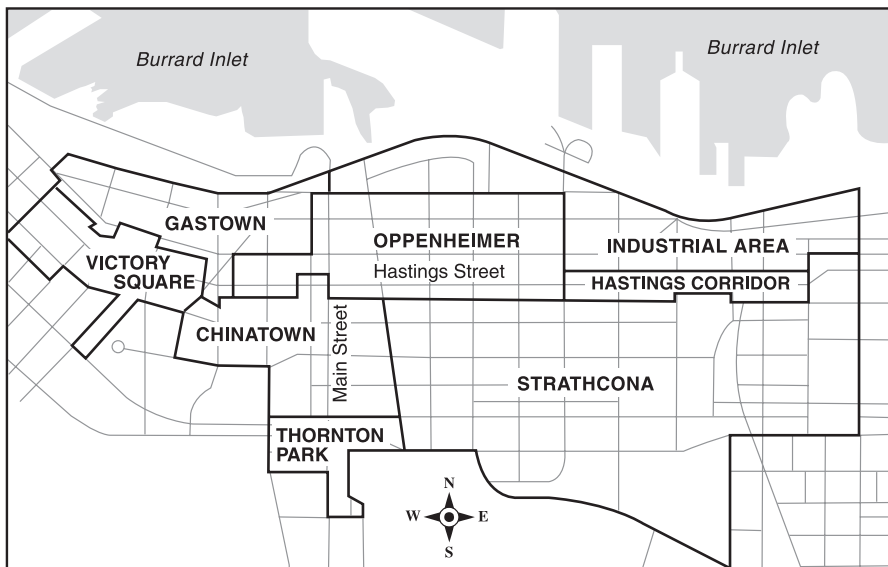 Burrard Inlet
Burrard Inlet
GASTOWN
OPPENHEIMER
INDUSTRIAL AREA
VICTORY
SQUARE
Hastings Street
HASTINGS CORRIDOR
CHINATOWN
Main Street
STRATHCONA
THORNTON
PARK
N
W
E
S